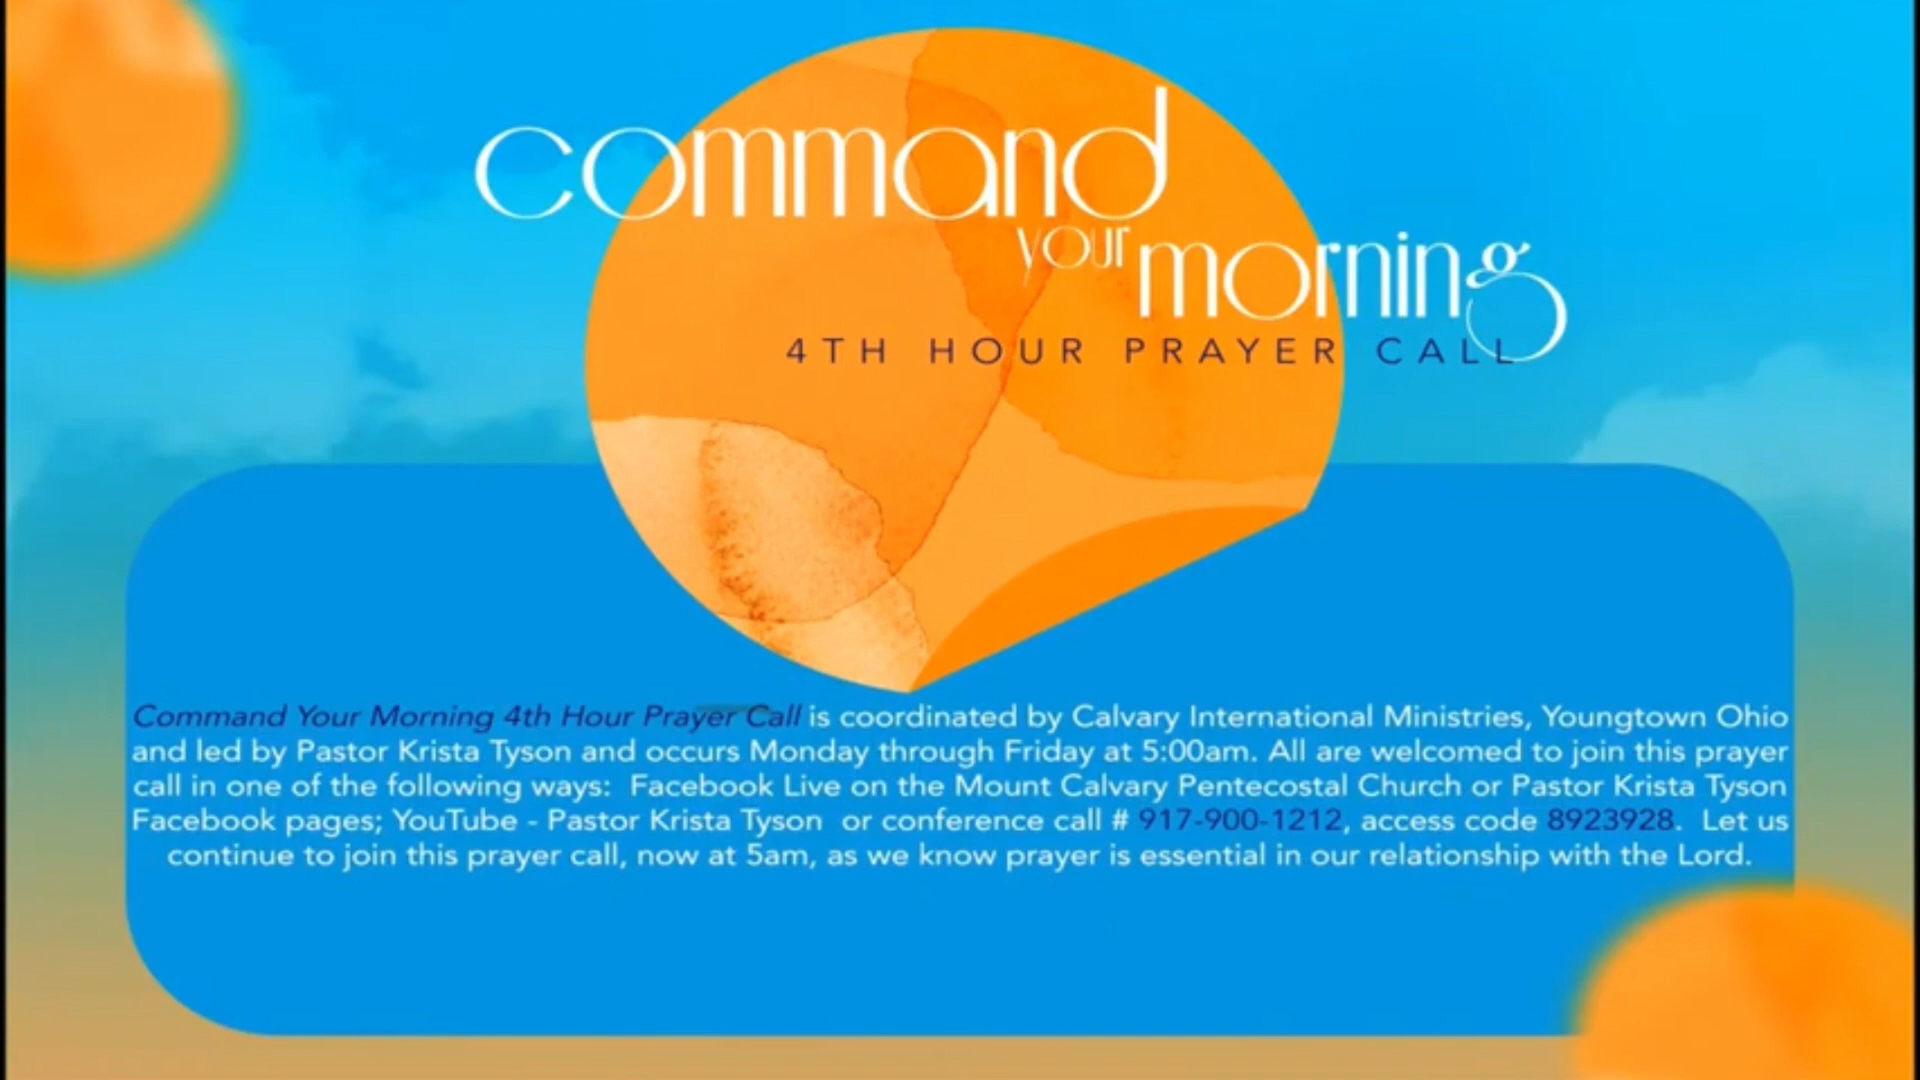 command
your morning
4TH HOUR PRAYER CALL
Command Your Morning 4th Hour Prayer Call is coordinated by Calvary International Ministries, Youngtown Ohio
and led by Pastor Krista Tyson and occurs Monday through Friday at 5:00am. All are welcomed to join this prayer
call in one of the following ways: Facebook Live on the Mount Calvary Pentecostal Church or Pastor Krista Tyson
Facebook pages; YouTube - Pastor Krista Tyson or conference call # 917-900-1212, access code 8923928. Let us
continue to join this prayer call, now at 5am, as we know prayer is essential in our relationship with the Lord.